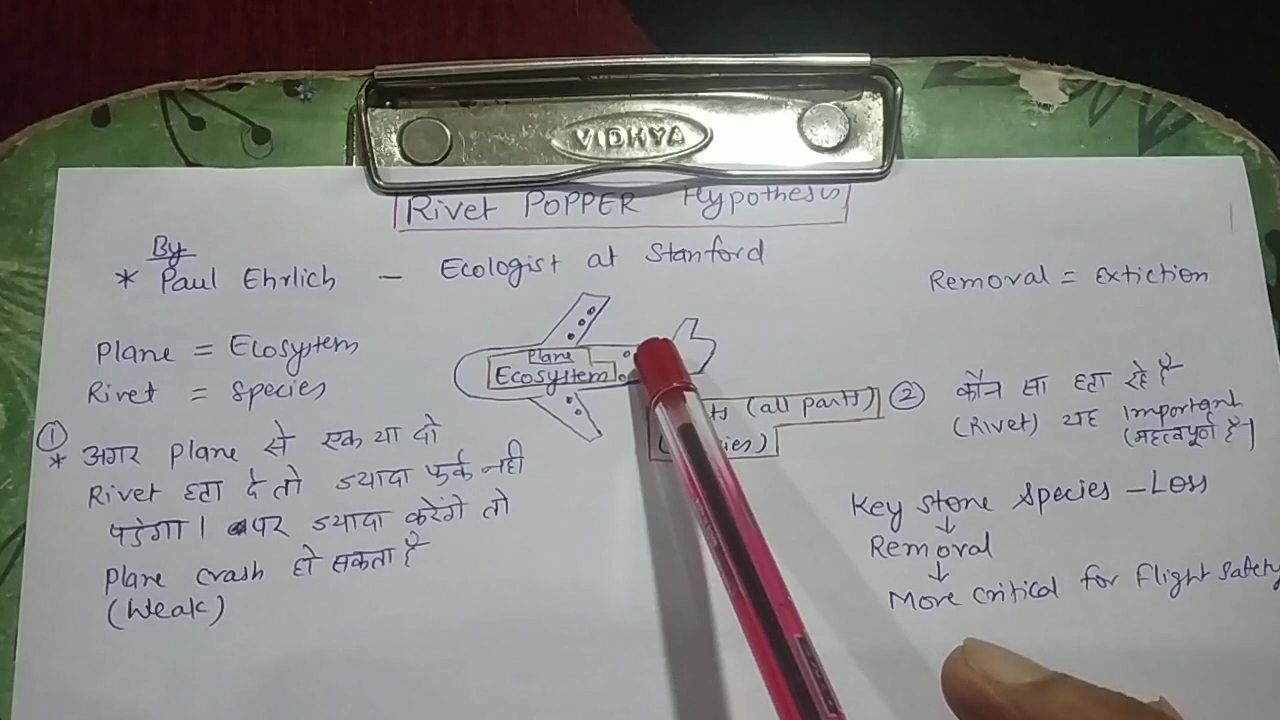 VIDHYA
Rivet POPPER Hypothesis
By
* Paul Ehrlich – Ecologist at Stanford
Removal = Extiction
Plane = Ecosystem
Rivet = Species
Plane
Ecosystem
(all parts)
① * अगर Plane से एक या दो
Rivet हटा दे तो ज्यादा फर्क नही
पडेगा। पर ज्यादा करेंगे तो
Plane crash हो सकता है
(Weak)
② कौन सा हटा रहे है
(Rivet) यह Important
(महत्वपूर्ण है)
Key stone Species – Loss
↓
Removal
↓
More critical for Flight Safety